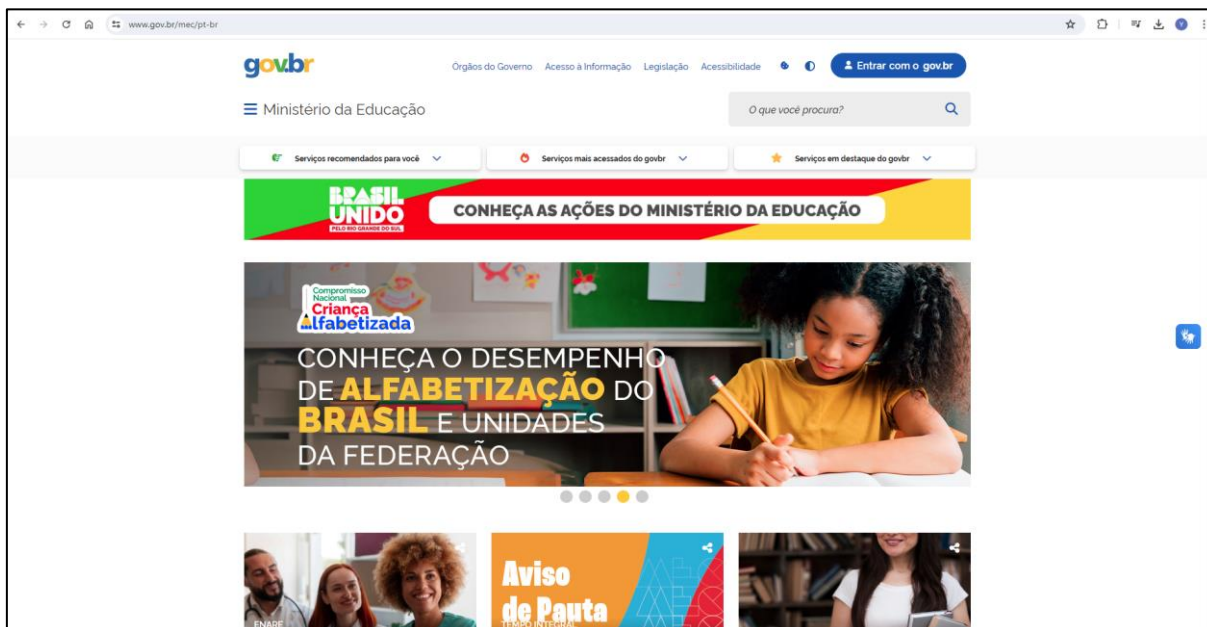 www.gov.br/mec/pt-br
gov.br
Órgãos do Governo Acesso à Informação Legislação Acessibilidade
Entrar com o gov.br
Ministério da Educação
O que você procura?
Serviços recomendados para você
Serviços mais acessados do govbr
Serviços em destaque do govbr
BRASIL
UNIDO
PELO RIO GRANDE DO SUL
CONHEÇA AS AÇÕES DO MINISTÉRIO DA EDUCAÇÃO
Compromisso
Nacional
Criança
Alfabetizada
CONHEÇA O DESEMPENHO
DE ALFABETIZAÇÃO DO
BRASIL E UNIDADES
DA FEDERAÇÃO
ENARE
Aviso
de Pauta
TEMPO INTEGRAL